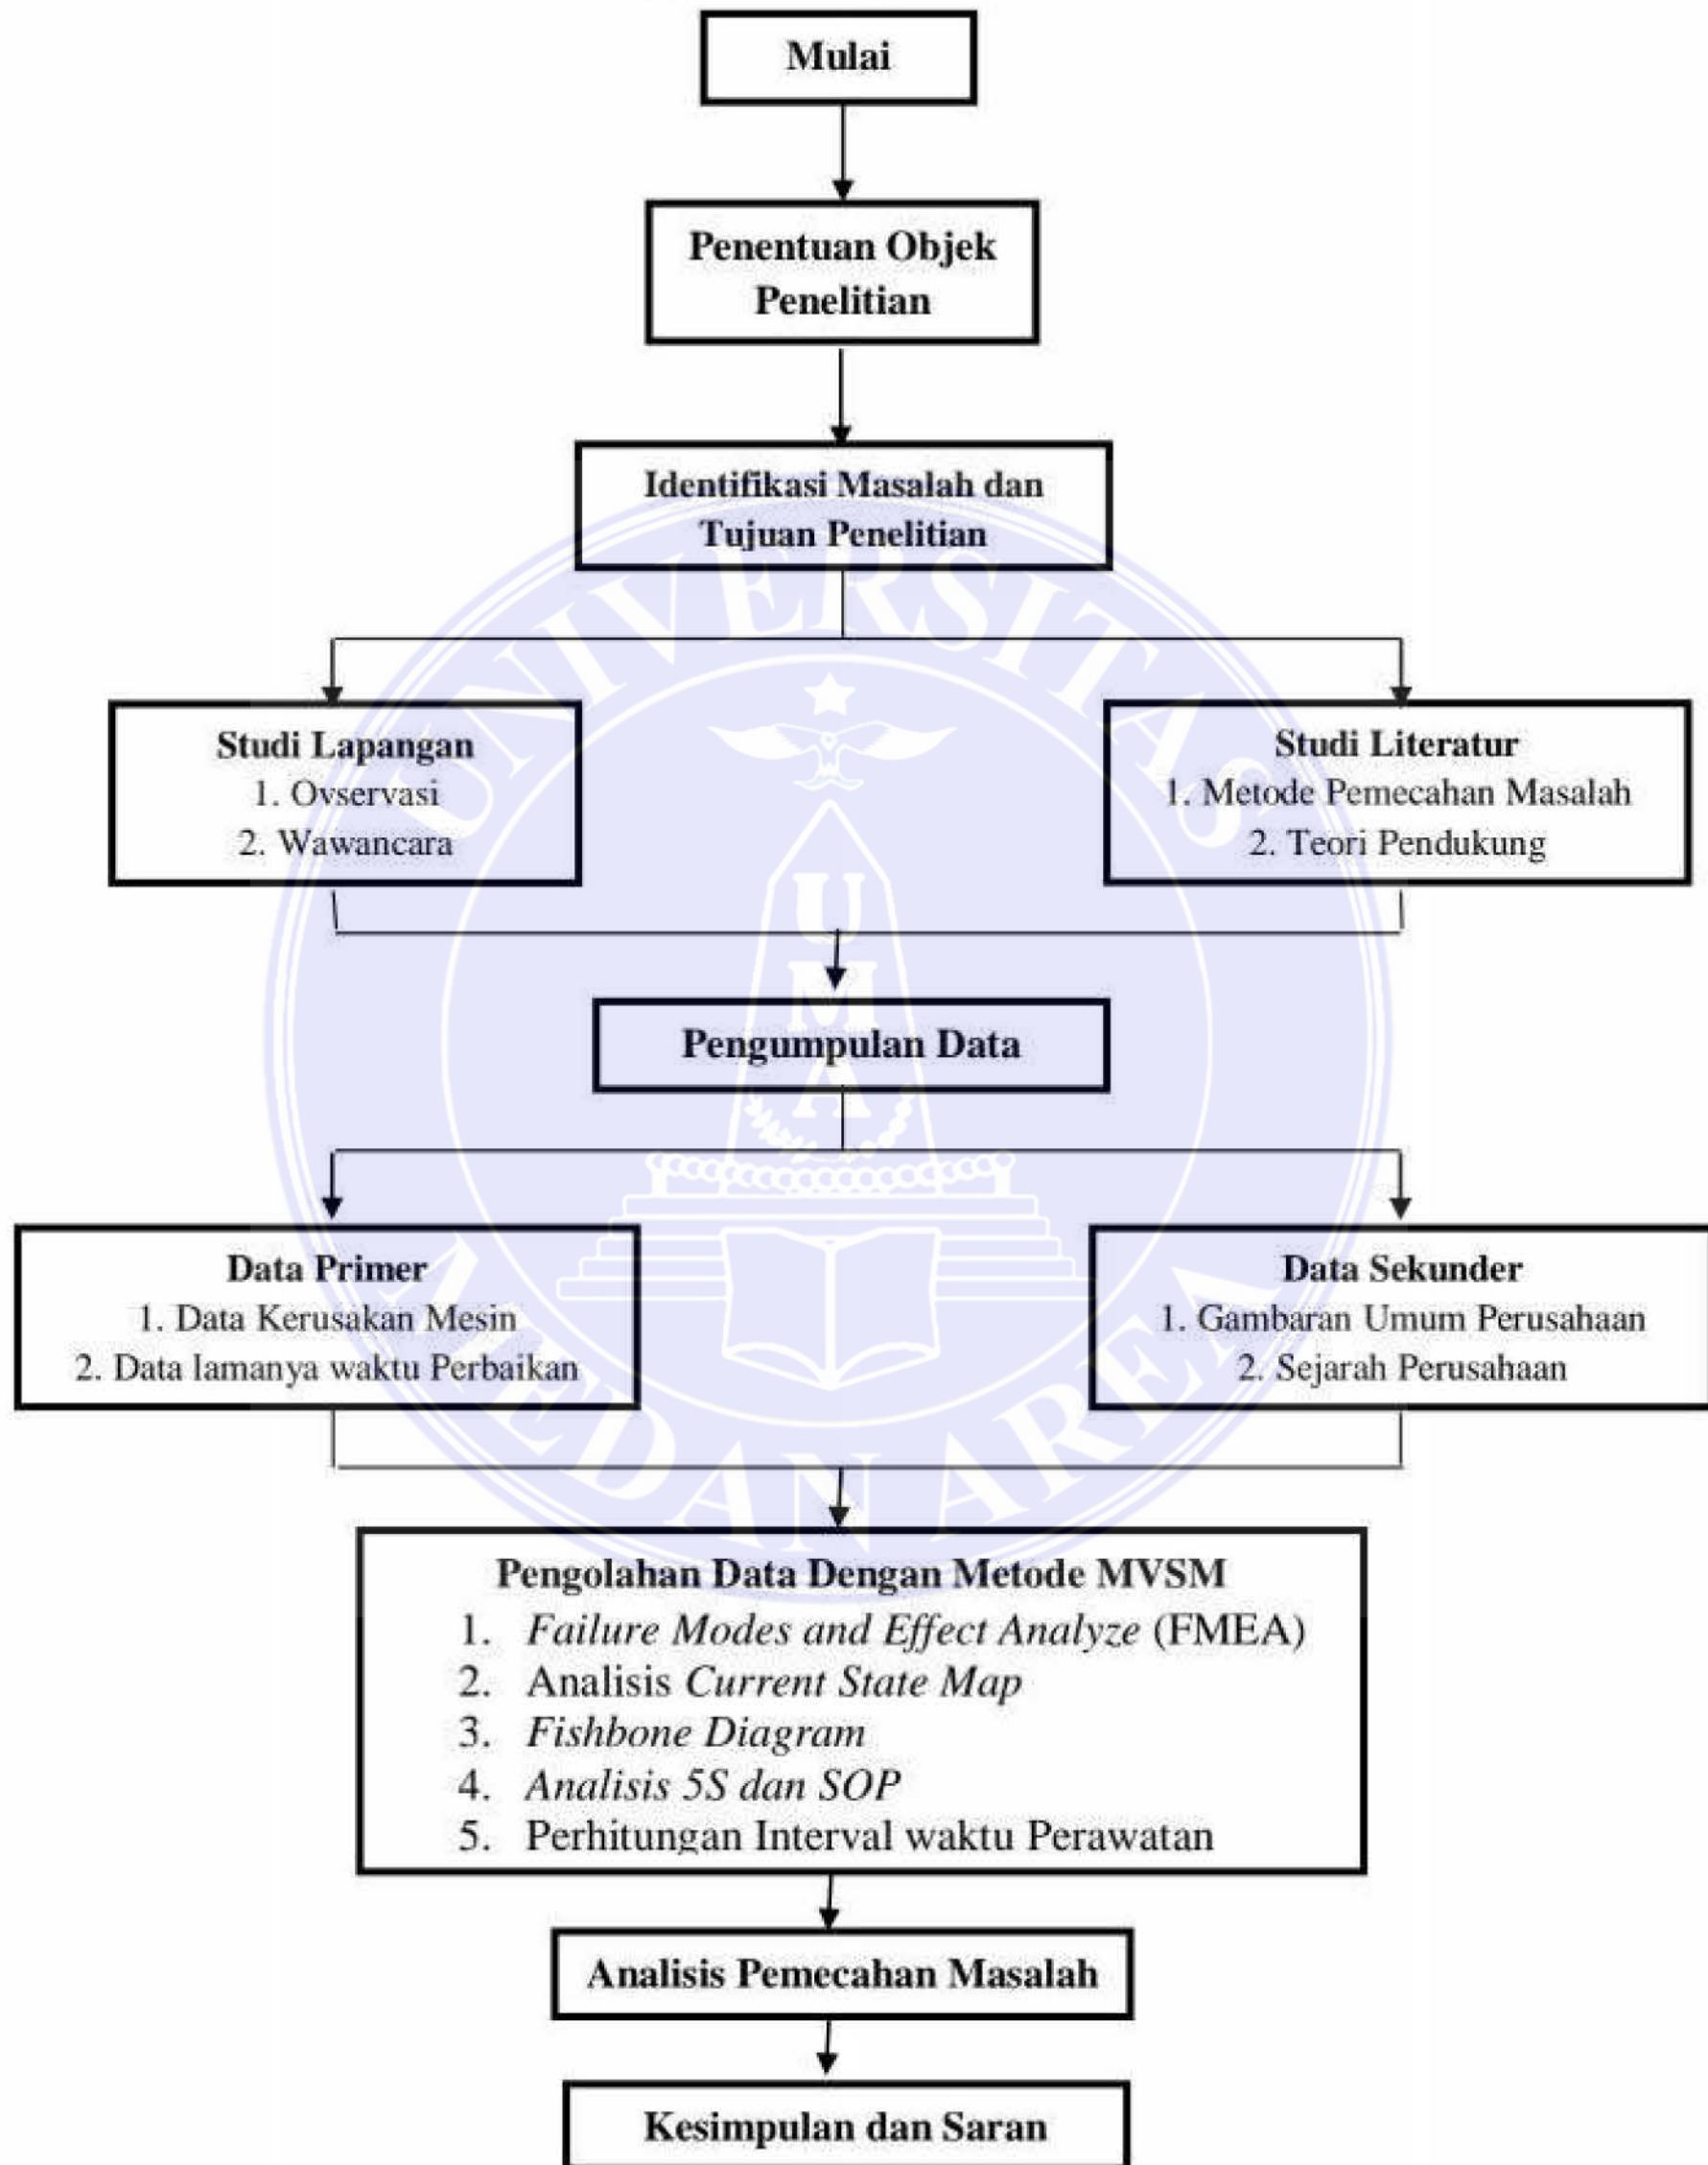 Mulai
Penentuan Objek
Penelitian
Identifikasi Masalah dan
Tujuan Penelitian
Studi Lapangan
1. Ovservasi
2. Wawancara
Studi Literatur
1. Metode Pemecahan Masalah
2. Teori Pendukung
Pengumpulan Data
Data Primer
1. Data Kerusakan Mesin
2. Data lamanya waktu Perbaikan
Data Sekunder
1. Gambaran Umum Perusahaan
2. Sejarah Perusahaan
Pengolahan Data Dengan Metode MVSM
1. Failure Modes and Effect Analyze (FMEA)
2. Analisis Current State Map
3. Fishbone Diagram
4. Analisis 5S dan SOP
5. Perhitungan Interval waktu Perawatan
Analisis Pemecahan Masalah
Kesimpulan dan Saran
UNIVERSITAS
MEDAN AREA
U
M
A